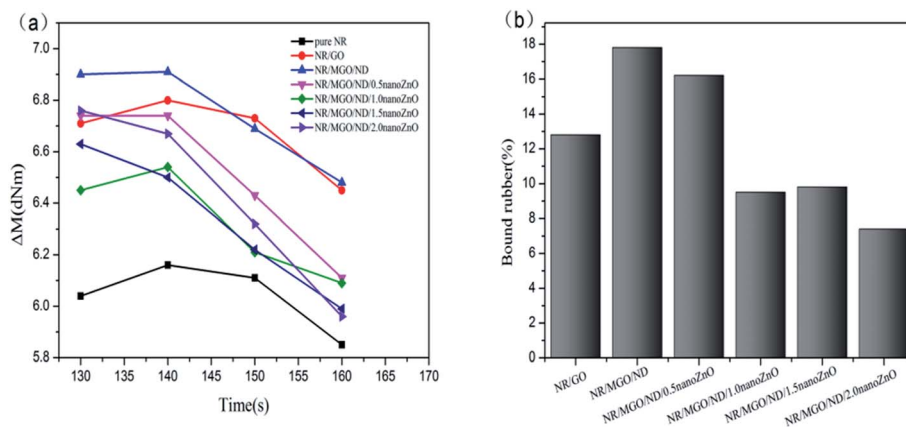 (a)
7.0
6.8
6.6
6.4
6.2
6.0
5.8
ΔM(dNm)
pure NR
NR/GO
NR/MGO/ND
NR/MGO/ND/0.5nanoZnO
NR/MGO/ND/1.0nanoZnO
NR/MGO/ND/1.5nanoZnO
NR/MGO/ND/2.0nanoZnO
130 135 140 145 150 155 160 165 170
Time(s)
(b)
18
16
14
12
10
8
6
4
2
0
Bound rubber(%)
NR/GO
NR/MGO/ND
NR/MGO/ND/0.5nanoZnO
NR/MGO/ND/1.0nanoZnO
NR/MGO/ND/1.5nanoZnO
NR/MGO/ND/2.0nanoZnO